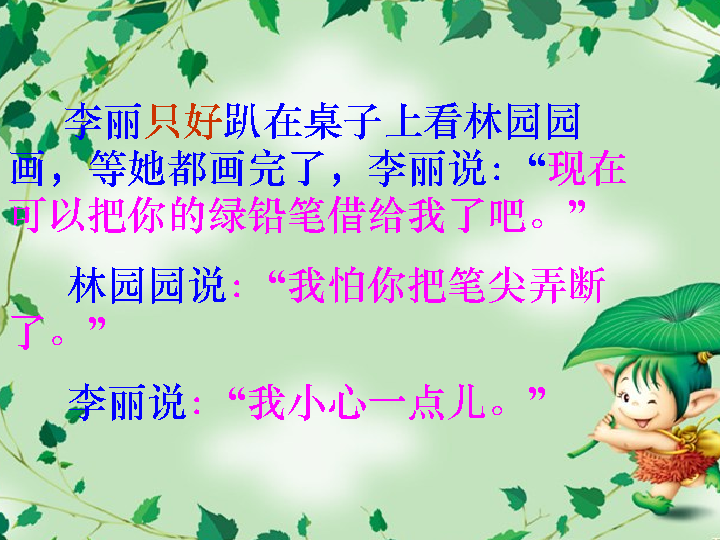 李丽只好趴在桌子上看林园园
画，等她都画完了，李丽说：“现在
可以把你的绿铅笔借给我了吧。”
林园园说：“我怕你把笔尖弄断
了。”
李丽说：“我小心一点儿。”